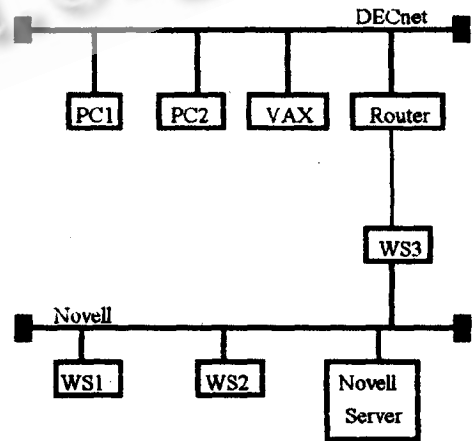 DECnet
PC1 PC2 VAX Router
WS3
Novell
WS1 WS2 Novell
Server